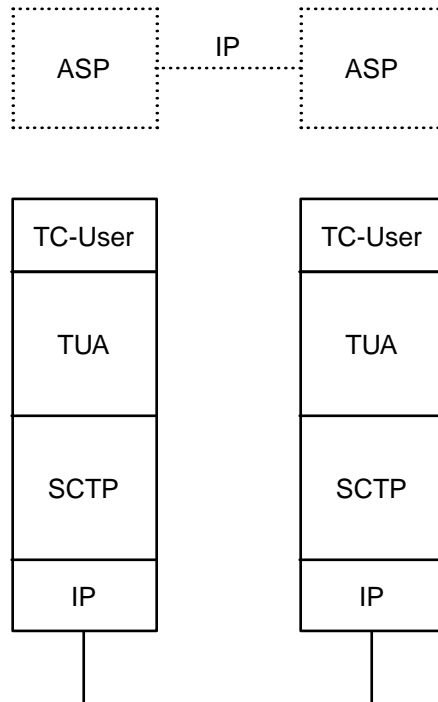 IP
ASP ASP
TC-User TC-User
TUA TUA
SCTP SCTP
IP IP